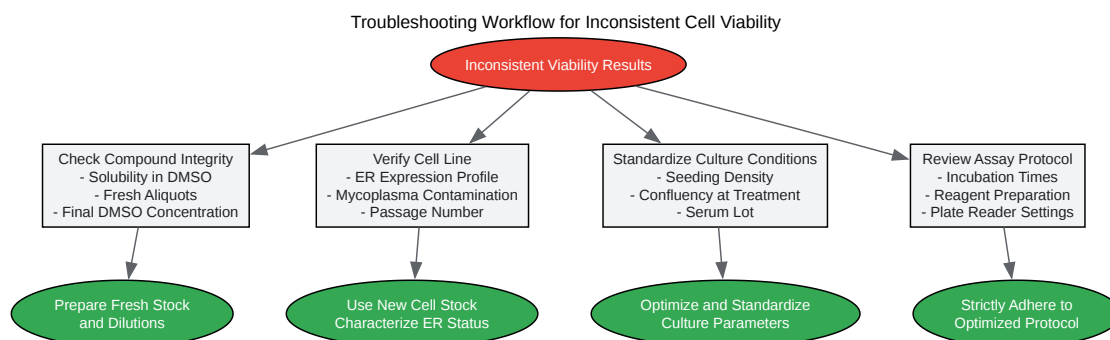 Troubleshooting Workflow for Inconsistent Cell Viability
Inconsistent Viability Results
Check Compound Integrity
- Solubility in DMSO
- Fresh Aliquots
- Final DMSO Concentration
Verify Cell Line
- ER Expression Profile
- Mycoplasma Contamination
- Passage Number
Standardize Culture Conditions
- Seeding Density
- Confluency at Treatment
- Serum Lot
Review Assay Protocol
- Incubation Times
- Reagent Preparation
- Plate Reader Settings
Prepare Fresh Stock
and Dilutions
Use New Cell Stock
Characterize ER Status
Optimize and Standardize
Culture Parameters
Strictly Adhere to
Optimized Protocol